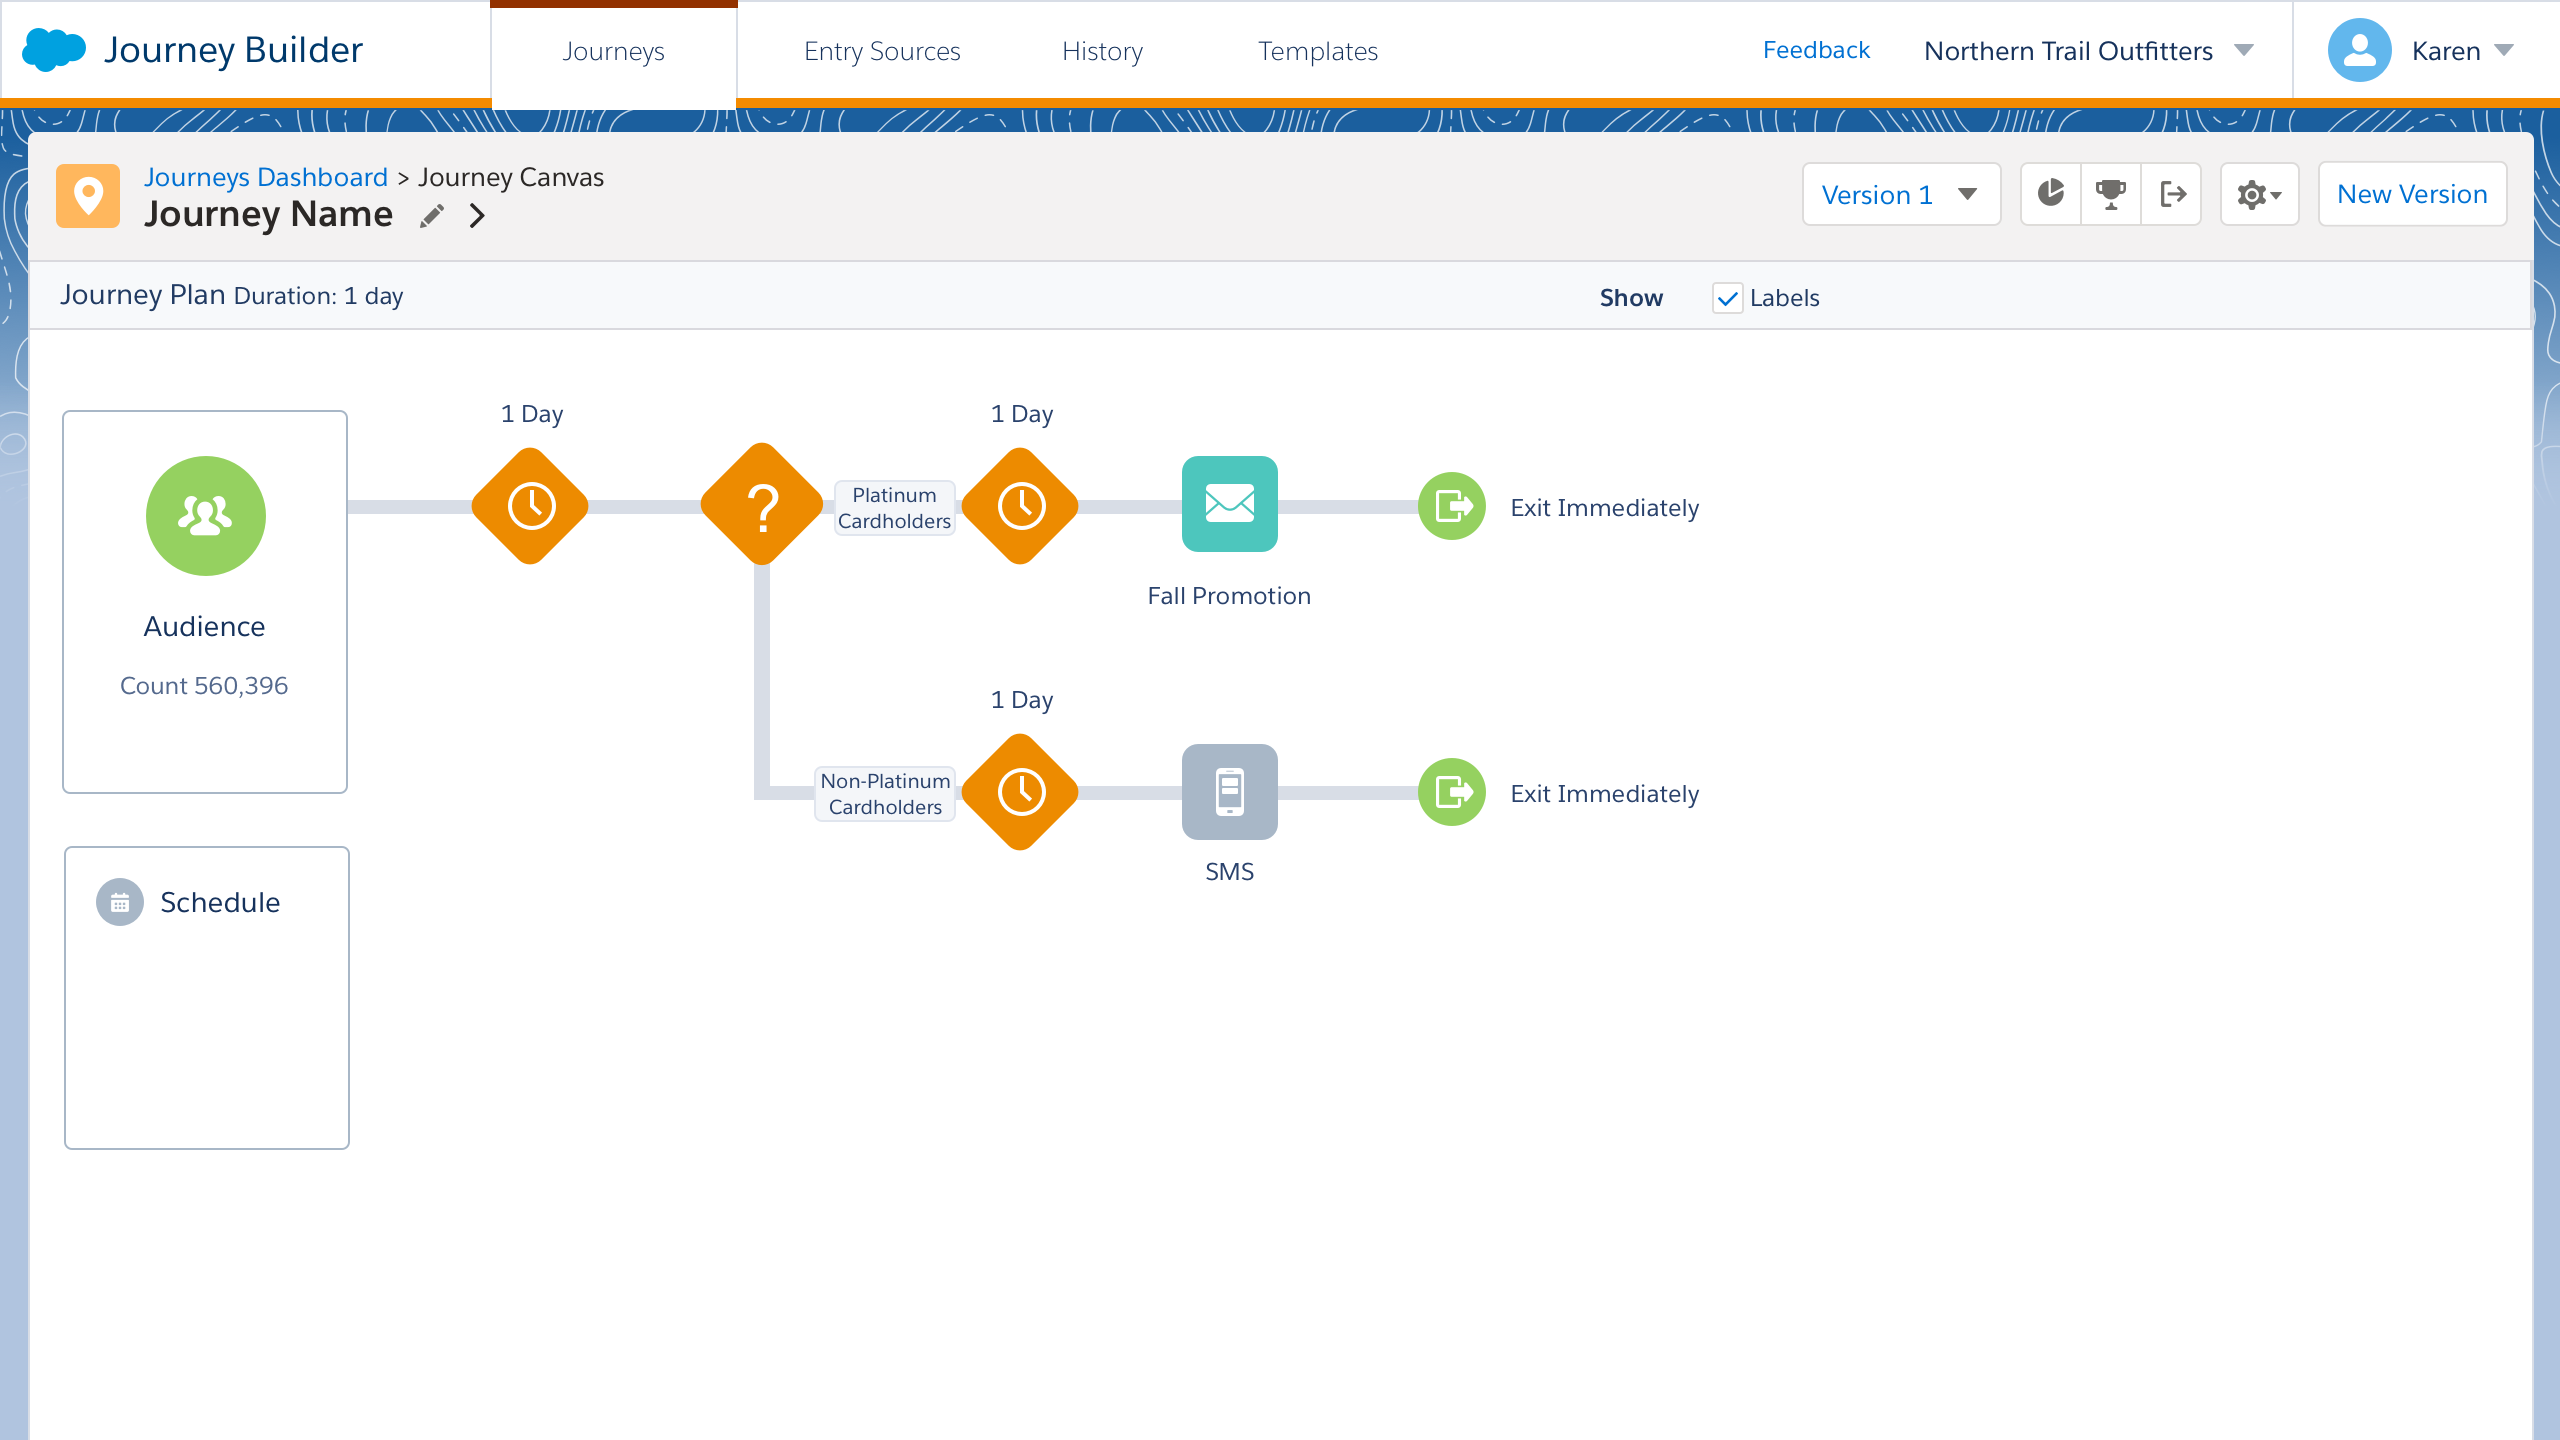 Journey Builder
Journeys
Entry Sources
History
Templates
Feedback
Northern Trail Outfitters
Karen
Journeys Dashboard > Journey Canvas
Journey Name
Version 1
New Version
Journey Plan Duration: 1 day
Show
Labels
1 Day
1 Day
?
Platinum
Cardholders
Exit Immediately
Fall Promotion
Audience
Count 560,396
1 Day
Non-Platinum
Cardholders
Exit Immediately
SMS
Schedule